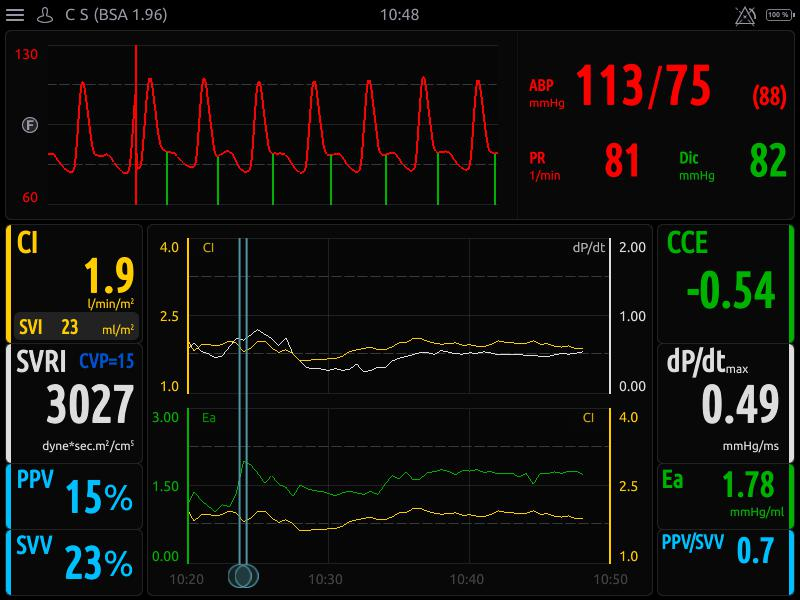 C S (BSA 1.96)
10:48
100 %
130
F
60
ABP
mmHg
113/75
(88)
PR
1/min
81
Dic
mmHg
82
CI
1.9
l/min/m²
SVI 23 ml/m²
SVRI CVP=15
3027
dyne*sec.m²/cm⁵
PPV
15%
SVV
23%
4.0 CI dP/dt 2.00
2.5 1.00
1.0 0.00
3.00 Ea CI 4.0
1.50 2.5
0.00 1.0
10:20 10:30 10:40 10:50
CCE
-0.54
dP/dtmax
0.49
mmHg/ms
Ea
1.78
mmHg/ml
PPV/SVV
0.7